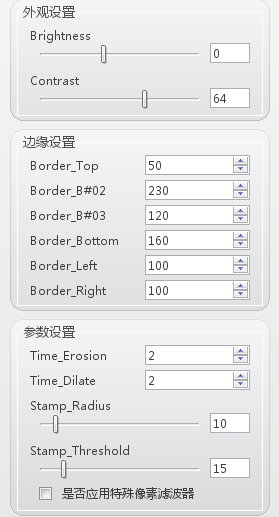 外观设置
Brightness
0
Contrast
64
边缘设置
Border_Top 50
Border_B#02 230
Border_B#03 120
Border_Bottom 160
Border_Left 100
Border_Right 100
参数设置
Time_Erosion 2
Time_Dilate 2
Stamp_Radius
10
Stamp_Threshold
15
是否应用特殊像素滤波器